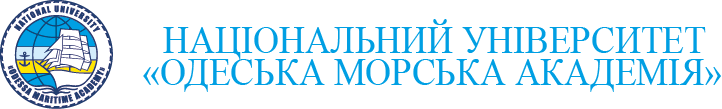 NATIONAL UNIVERSITY
"ODESSA MARITIME ACADEMY"
НАЦІОНАЛЬНИЙ УНІВЕРСИТЕТ
«ОДЕСЬКА МОРСЬКА АКАДЕМІЯ»